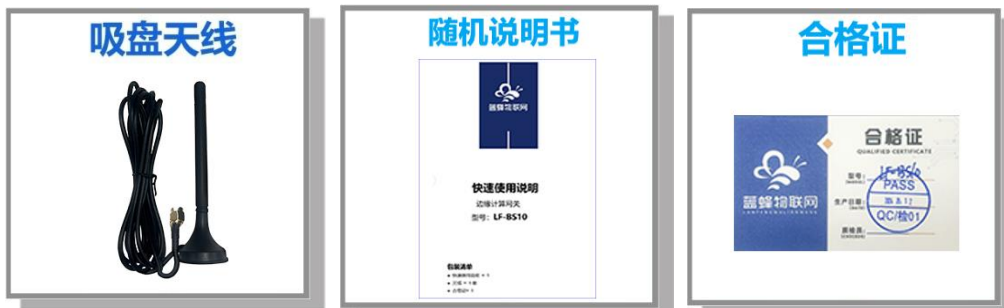 吸盘天线
随机说明书
蓝蜂物联网
快速使用说明
边缘计算网关
型号：LF-BS10
包装清单
合格证
蓝蜂物联网
合格证
QUALIFIED CERTIFICATE
型号：
LF-BS10
PASS
生产日期：
QC/检01
质检员：